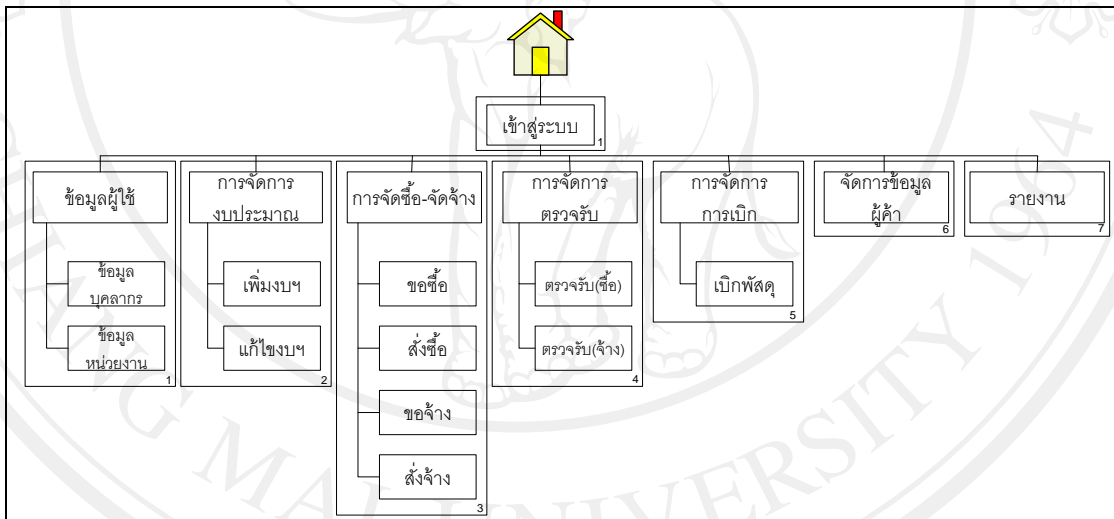 เข้าสู่ระบบ
1
ข้อมูลผู้ใช้
ข้อมูล
บุคลากร
ข้อมูล
หน่วยงาน
1
การจัดการ
งบประมาณ
เพิ่มงบฯ
แก้ไขงบฯ
2
การจัดซื้อ-จัดจ้าง
ขอซื้อ
สั่งซื้อ
ขอจ้าง
สั่งจ้าง
3
การจัดการ
ตรวจรับ
ตรวจรับ(ซื้อ)
ตรวจรับ(จ้าง)
4
การจัดการ
การเบิก
เบิกพัสดุ
5
จัดการข้อมูล
ผู้ค้า
6
รายงาน
7
MAI UNIVERSITY 1964